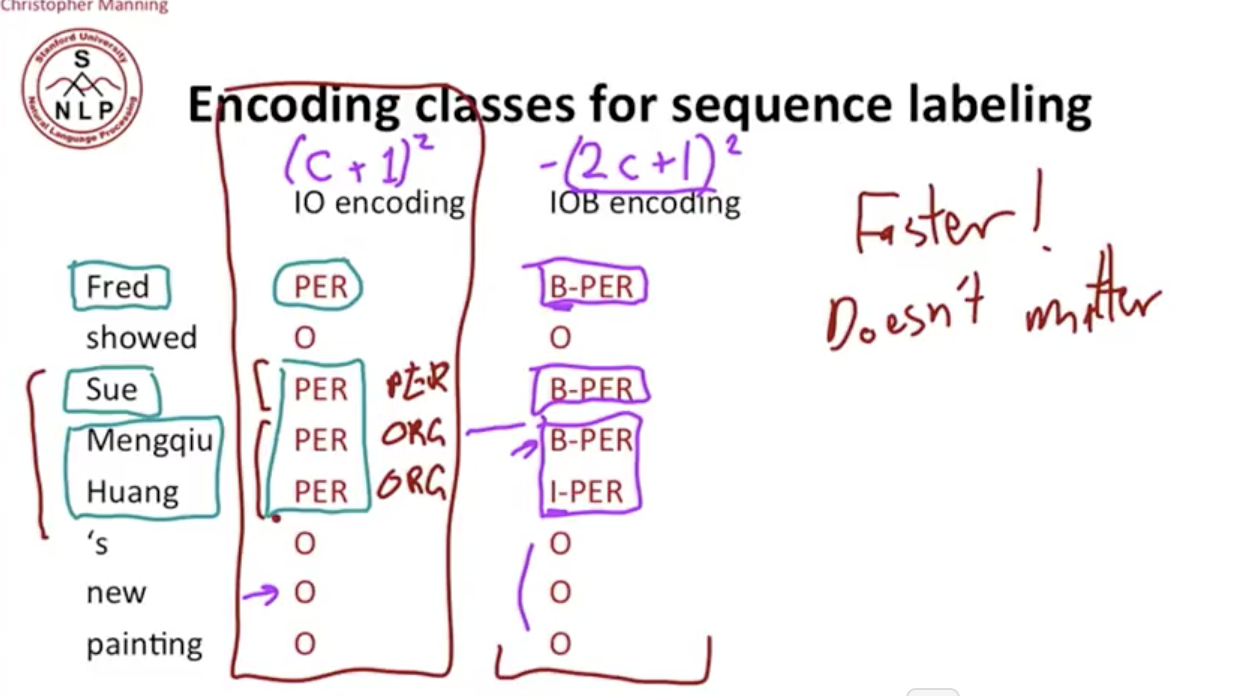 Christopher Manning
Stanford University
S
NLP
Natural Language Processing
Encoding classes for sequence labeling
(C + 1)² -(2c+1)²
IO encoding IOB encoding
Faster!
Doesn't matter
Fred PER B-PER
showed O O
Sue PER PER B-PER
Mengqiu PER ORG B-PER
Huang PER ORG I-PER
‘s O O
new O O
painting O O